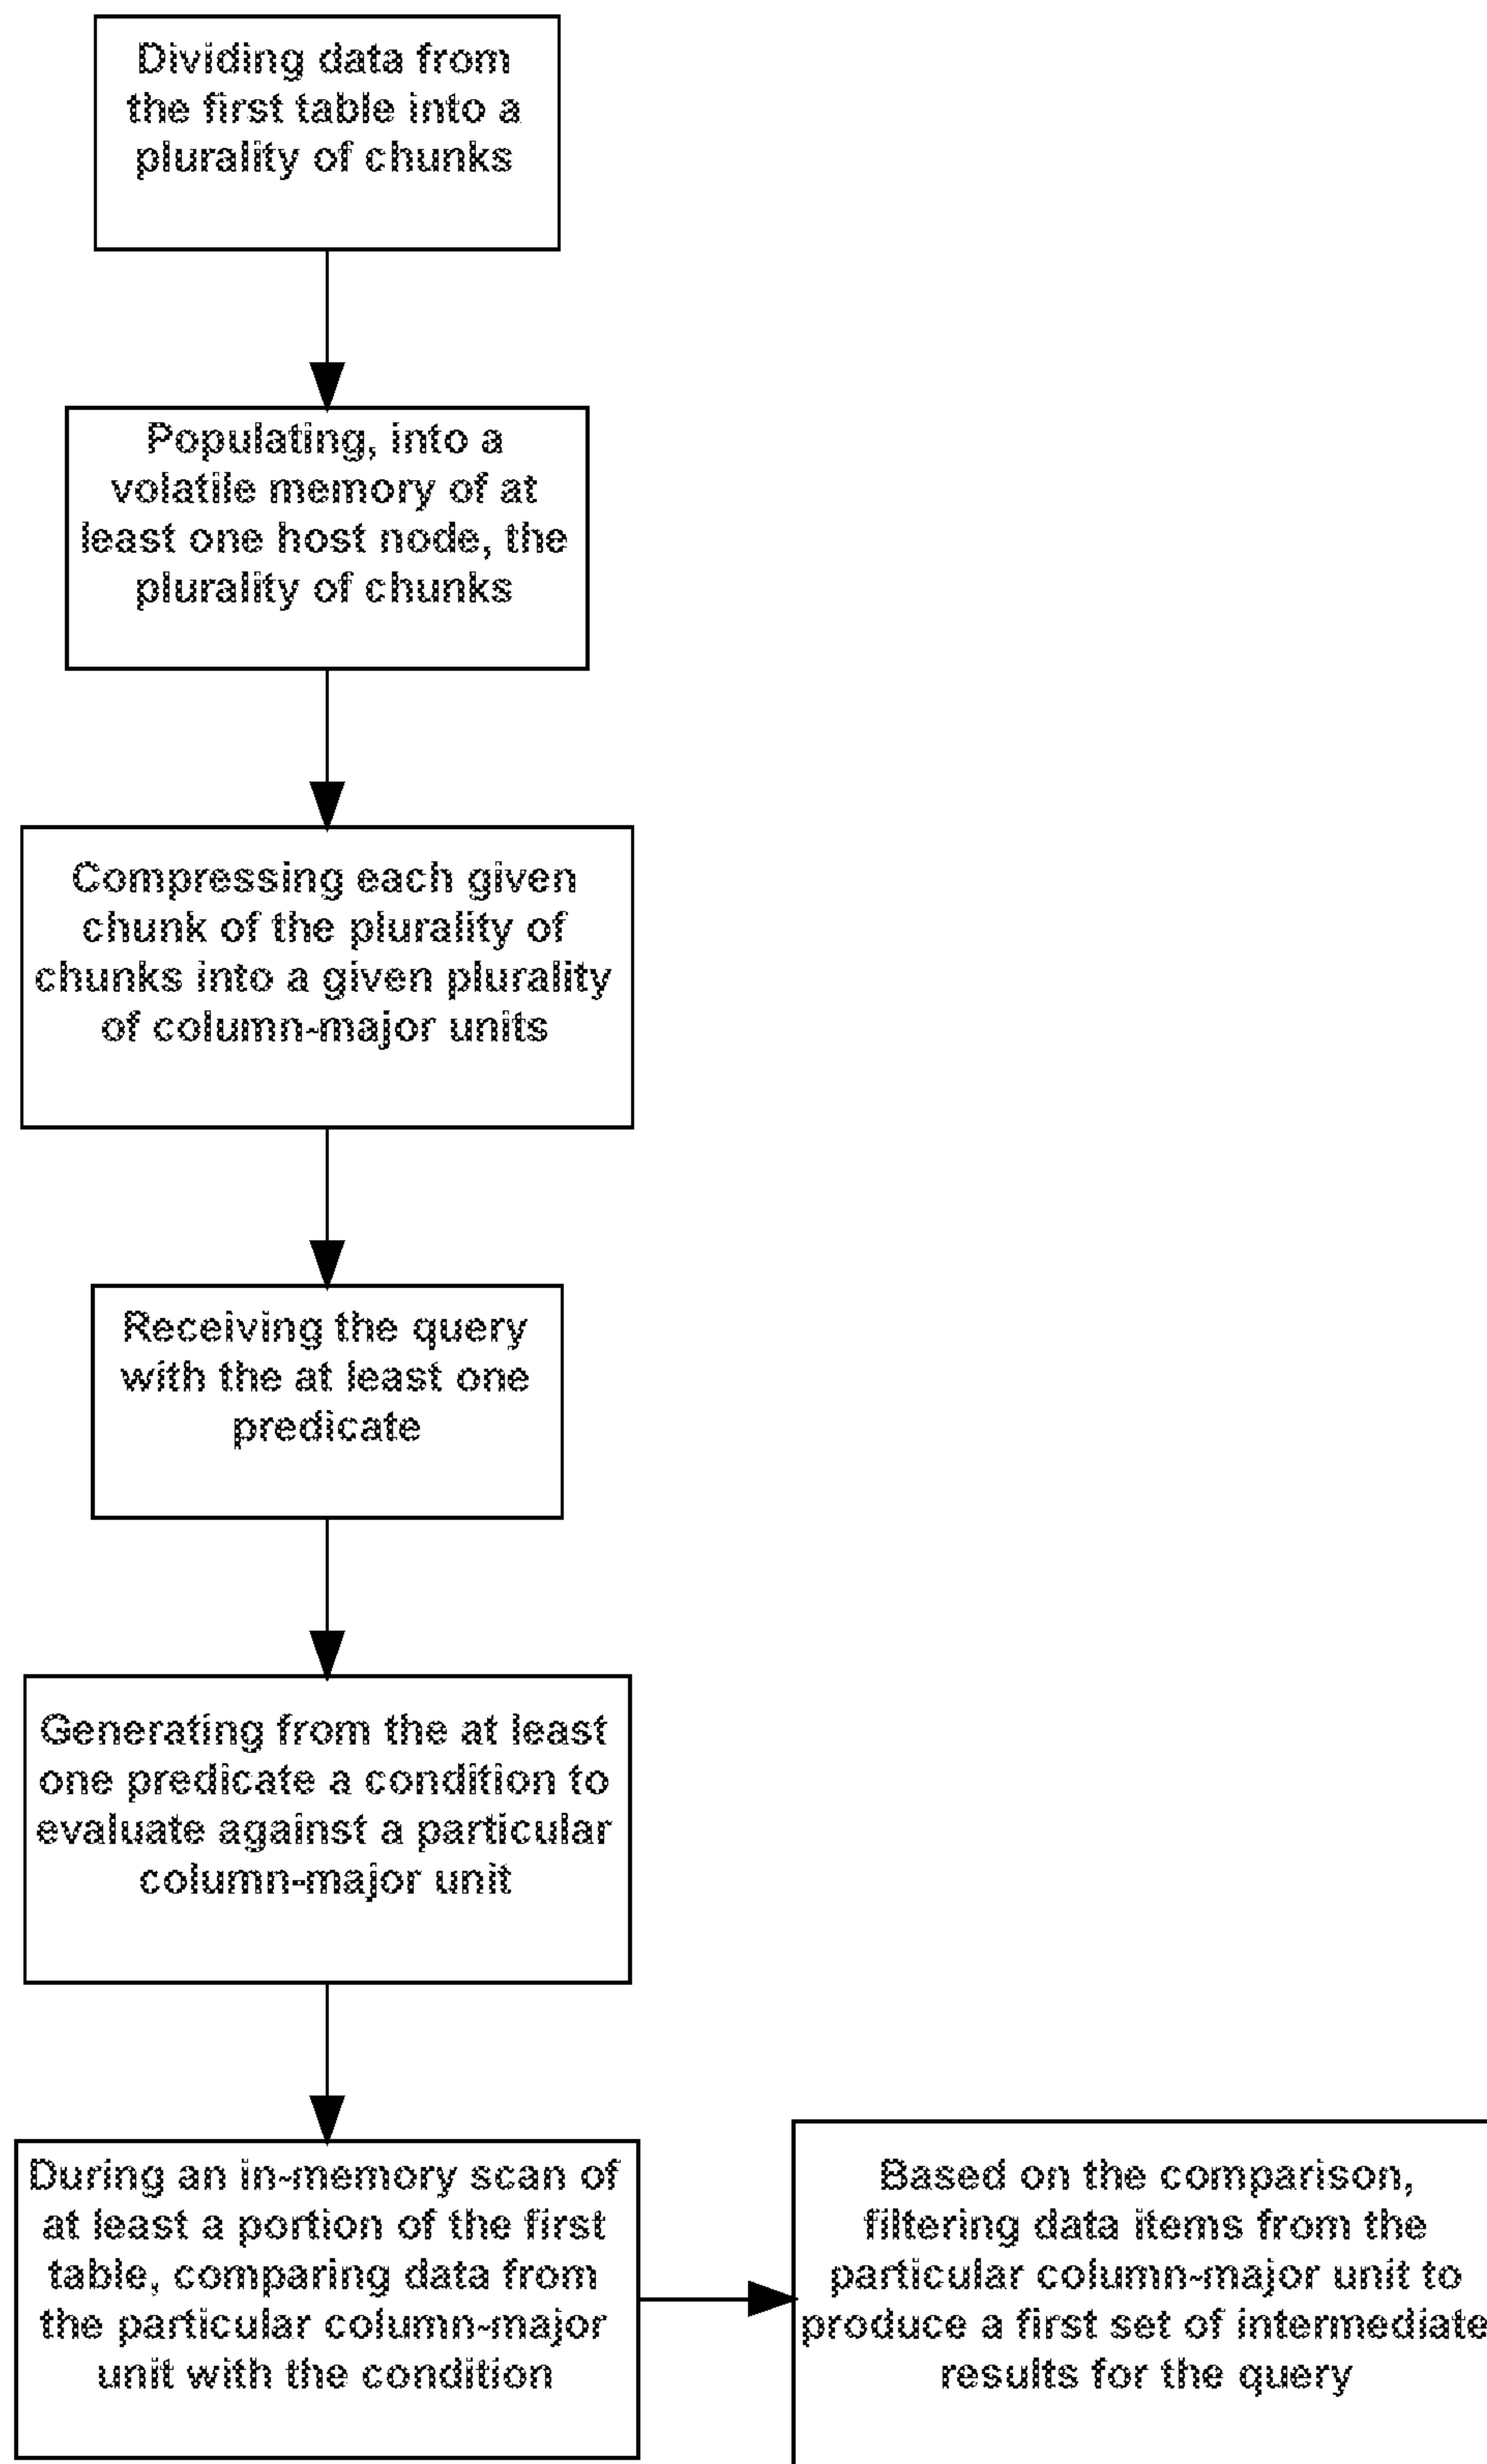 Dividing data from
the first table into a
plurality of chunks
Populating, into a
volatile memory of at
least one host node, the
plurality of chunks
Compressing each given
chunk of the plurality of
chunks into a given plurality
of column-major units
Receiving the query
with the at least one
predicate
Generating from the at least
one predicate a condition to
evaluate against a particular
column-major unit
During an in-memory scan of
at least a portion of the first
table, comparing data from
the particular column-major
unit with the condition
Based on the comparison,
filtering data items from the
particular column-major unit to
produce a first set of intermediate
results for the query